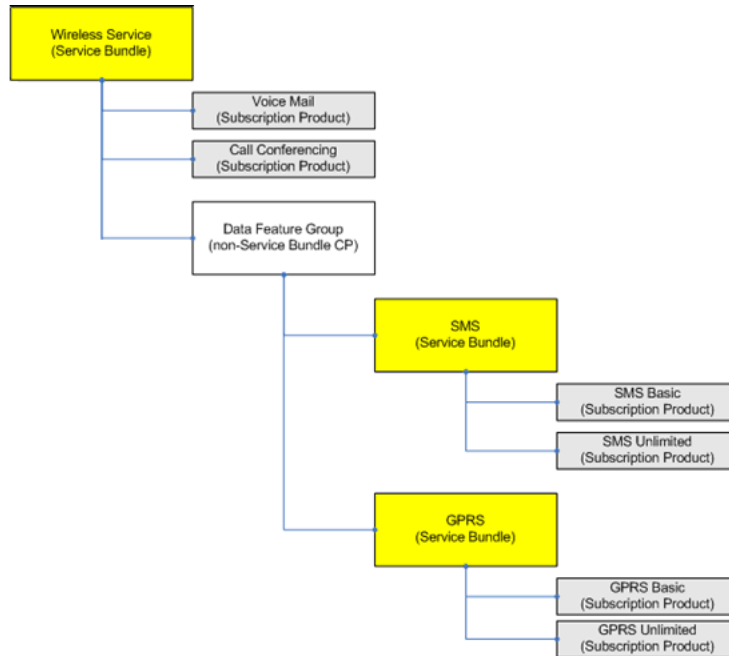 Wireless Service
(Service Bundle)
Voice Mail
(Subscription Product)
Call Conferencing
(Subscription Product)
Data Feature Group
(non-Service Bundle CP)
SMS
(Service Bundle)
SMS Basic
(Subscription Product)
SMS Unlimited
(Subscription Product)
GPRS
(Service Bundle)
GPRS Basic
(Subscription Product)
GPRS Unlimited
(Subscription Product)